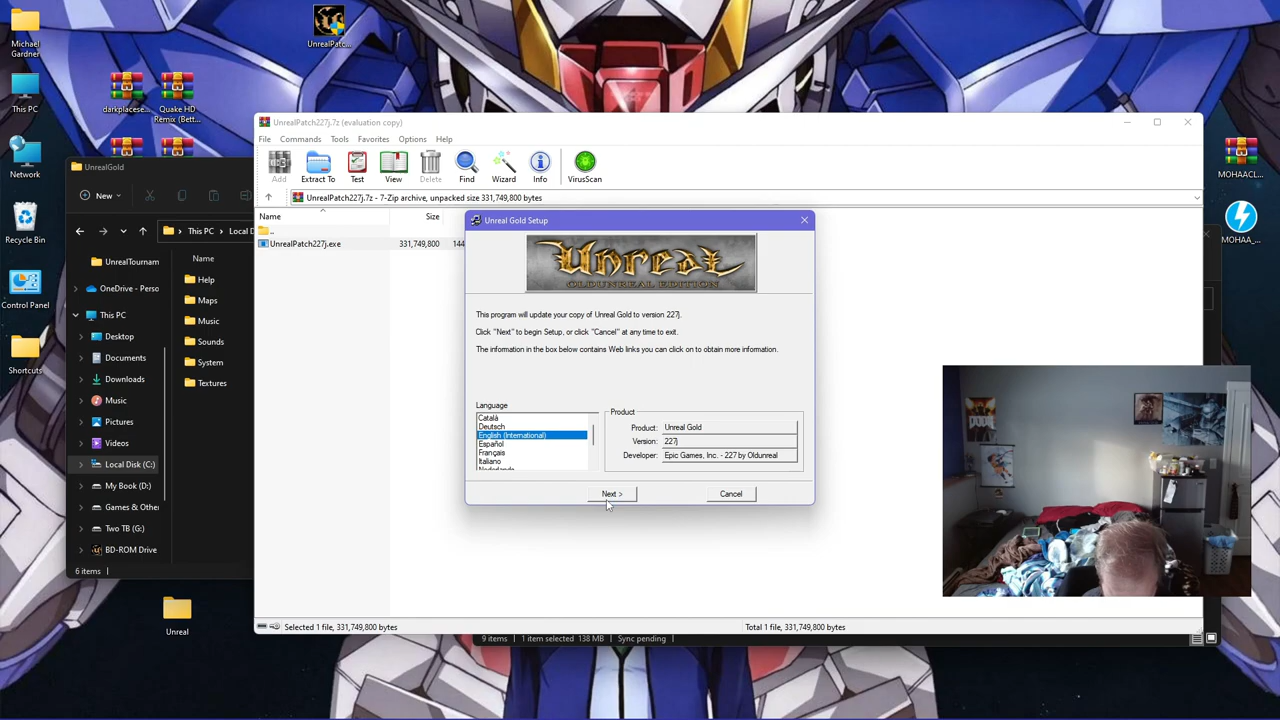 Michael
Gardner
This PC
Network
Recycle Bin
Control Panel
Shortcuts
UnrealPatc...
darkplacese...
Quake HD
Remix (Bett...
Unreal
MOHAACL...
MOHAA_...
UnrealGold
New
This PC
Local D
Name
UnrealTournam
OneDrive - Perso
This PC
Desktop
Documents
Downloads
Music
Pictures
Videos
Local Disk (C:)
My Book (D:)
Games & Othe
Two TB (G:)
BD-ROM Drive
Help
Maps
Music
Sounds
System
Textures
6 items
UnrealPatch227j.7z (evaluation copy)
File Commands Tools Favorites Options Help
Add Extract To Test View Delete Find Wizard Info VirusScan
UnrealPatch227j.7z - 7-Zip archive, unpacked size 331,749,800 bytes
Name Size
..
UnrealPatch227j.exe 331,749,800 144
Selected 1 file, 331,749,800 bytes
Total 1 file, 331,749,800 bytes
9 items 1 item selected 138 MB Sync pending
Unreal Gold Setup
Unreal
OLDUNREAL EDITION
This program will update your copy of Unreal Gold to version 227j.
Click "Next" to begin Setup, or click "Cancel" at any time to exit.
The information in the box below contains Web links you can click on to obtain more information.
Language
Català
Deutsch
English (International)
Español
Français
Italiano
Nederlands
Product
Product: Unreal Gold
Version: 227j
Developer: Epic Games, Inc. - 227 by Oldunreal
Next >
Cancel